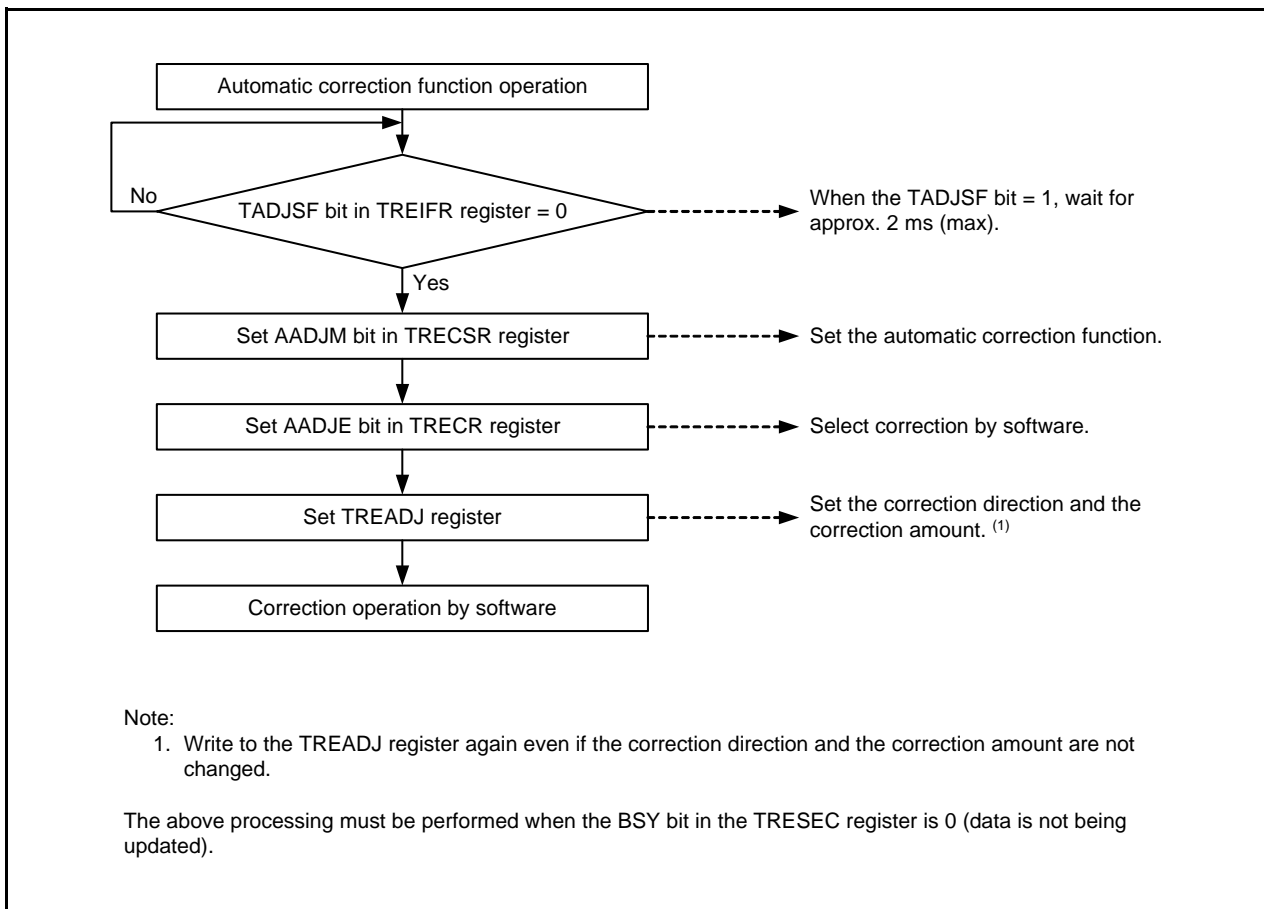 Automatic correction function operation
No
TADJSF bit in TREIFR register = 0
When the TADJSF bit = 1, wait for
approx. 2 ms (max).
Yes
Set AADJM bit in TRECSR register
Set the automatic correction function.
Set AADJE bit in TRECR register
Select correction by software.
Set TREADJ register
Set the correction direction and the
correction amount. (1)
Correction operation by software
Note:
1. Write to the TREADJ register again even if the correction direction and the correction amount are not
changed.
The above processing must be performed when the BSY bit in the TRESEC register is 0 (data is not being
updated).